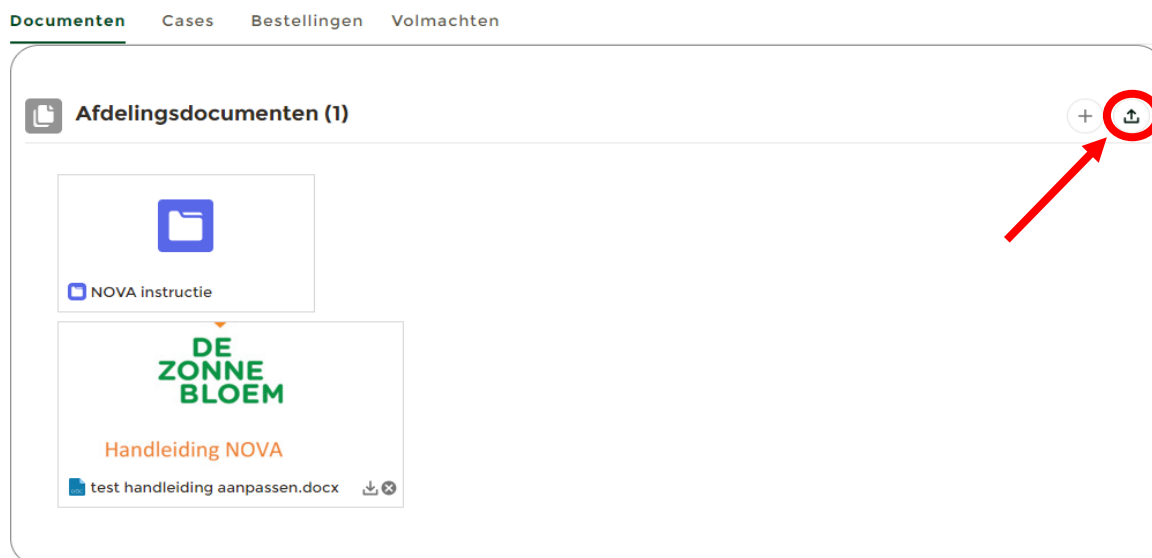 Documenten Cases Bestellingen Volmachten
Afdelingsdocumenten (1)
NOVA instructie
DE
ZONNE
BLOEM
Handleiding NOVA
test handleiding aanpassen.docx